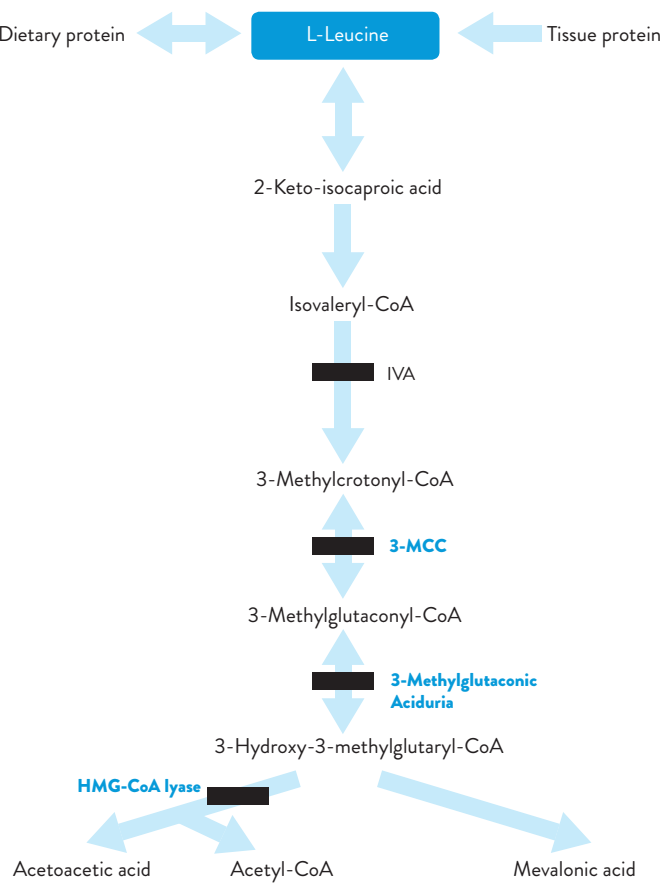 Dietary protein
L-Leucine
Tissue protein
2-Keto-isocaproic acid
Isovaleryl-CoA
IVA
3-Methylcrotonyl-CoA
3-MCC
3-Methylglutaconyl-CoA
3-Methylglutaconic
Aciduria
3-Hydroxy-3-methylglutaryl-CoA
HMG-CoA lyase
Acetoacetic acid
Acetyl-CoA
Mevalonic acid